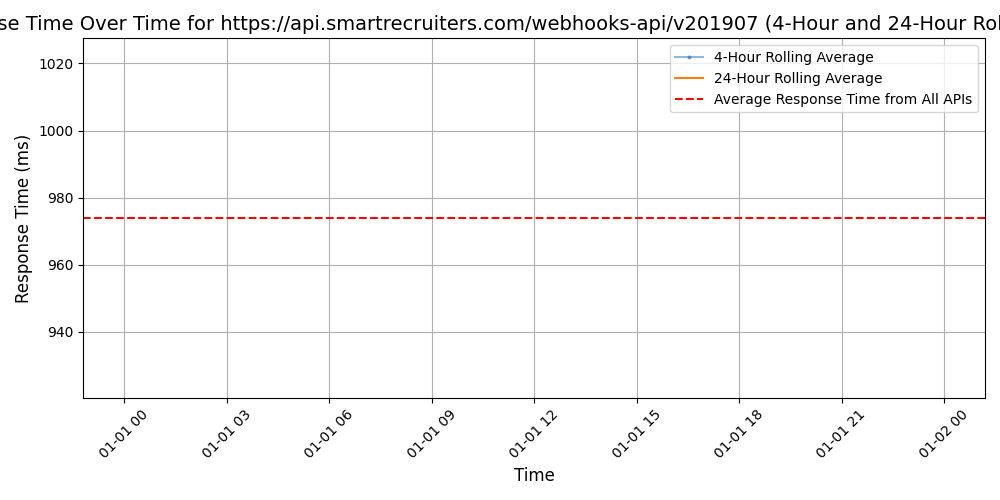 se Time Over Time for https://api.smartrecruiters.com/webhooks-api/v201907 (4-Hour and 24-Hour Rol
4-Hour Rolling Average
24-Hour Rolling Average
Average Response Time from All APIs
Response Time (ms)
1020
1000
980
960
940
01-01 00
01-01 03
01-01 06
01-01 09
01-01 12
01-01 15
01-01 18
01-01 21
01-02 00
Time